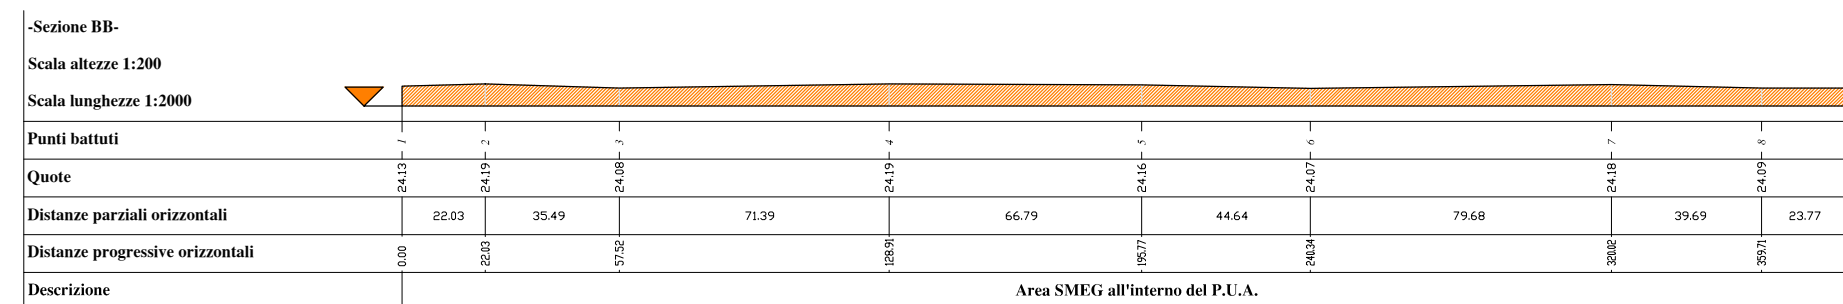 -Sezione BB-
Scala altezze 1:200
Scala lunghezze 1:2000
Punti battuti 1 2 3 4 5 6 7 8
Quote 24.13 24.19 24.08 24.19 24.16 24.07 24.18 24.09
Distanze parziali orizzontali 22.03 35.49 71.39 66.79 44.64 79.68 39.69 23.77
Distanze progressive orizzontali 0.00 22.03 57.52 128.91 195.77 240.34 320.02 359.71
Descrizione Area SMEG all'interno del P.U.A.